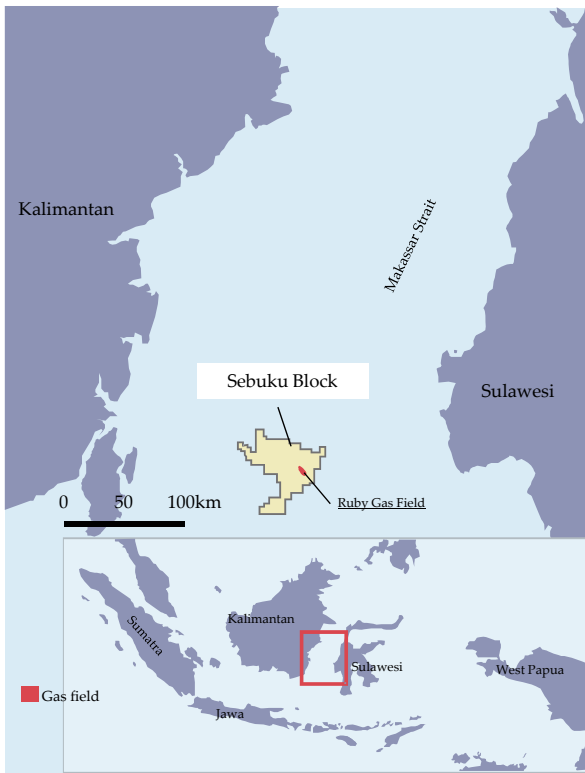 Kalimantan
Makassar Strait
Sebuku Block
Sulawesi
0 50 100km
Ruby Gas Field
Kalimantan
Sumatra
Sulawesi
West Papua
Gas field
Jawa